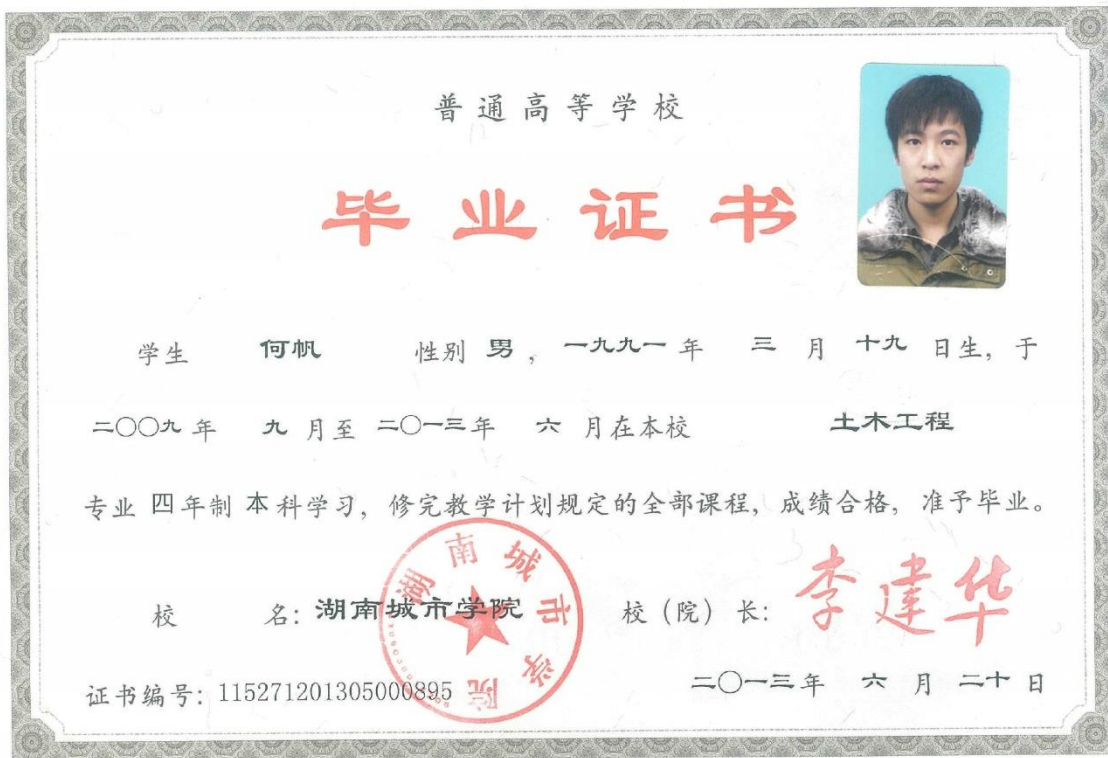 普通高等学校
毕业证书
学生 何帆 性别 男，一九九一 年 三 月 十九 日生，于
二〇〇九年 九 月至 二〇一三年 六 月在本校 土木工程
专业 四年制 本科学习，修完教学计划规定的全部课程，成绩合格，准予毕业。
校 名：湖南城市学院 校（院）长：李建华
湖南城市学院
证书编号：115271201305000895 二〇一三年 六 月 二十 日